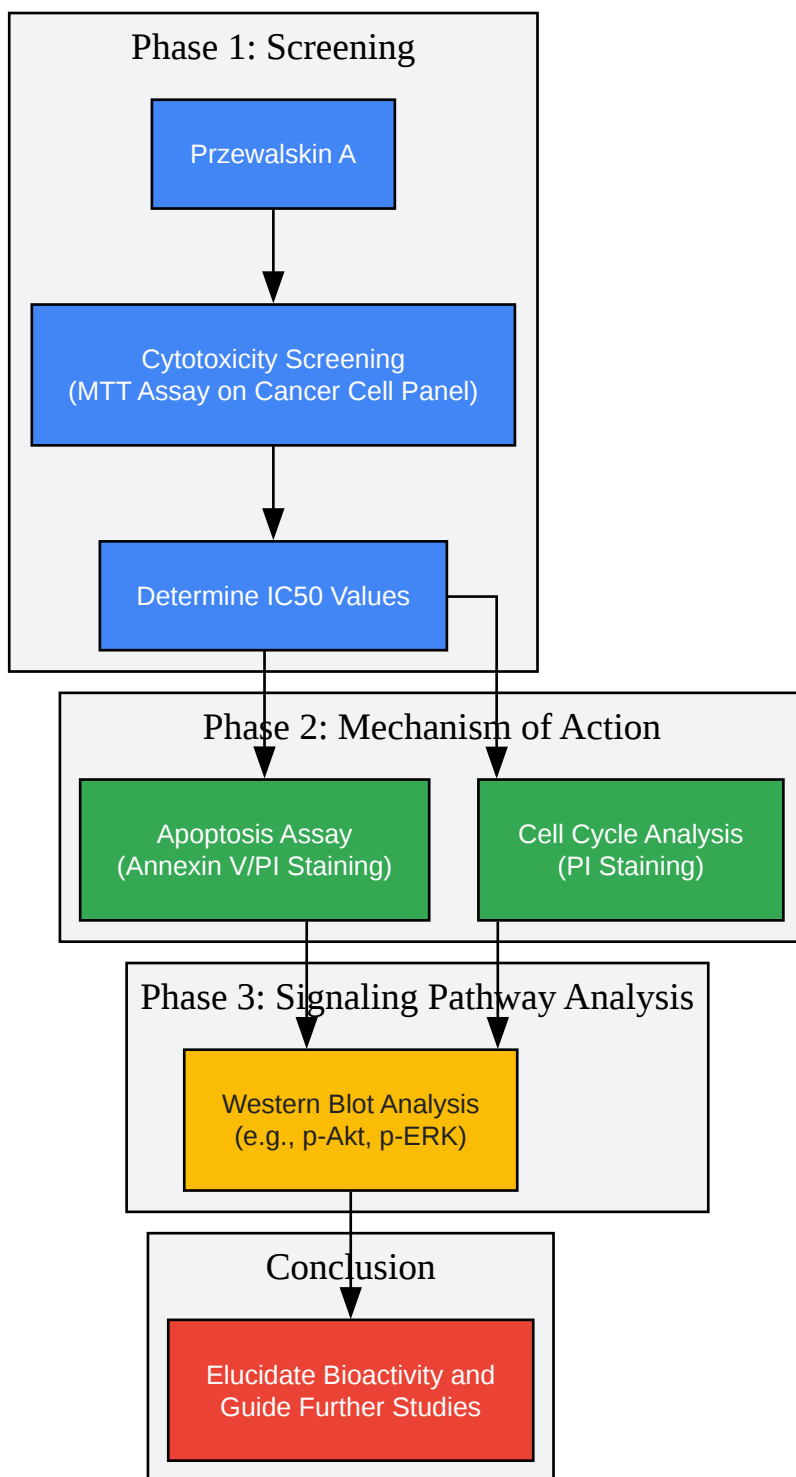 Phase 1: Screening
Przewalskin A
Cytotoxicity Screening
(MTT Assay on Cancer Cell Panel)
Determine IC50 Values
Phase 2: Mechanism of Action
Apoptosis Assay
(Annexin V/PI Staining)
Cell Cycle Analysis
(PI Staining)
Phase 3: Signaling Pathway Analysis
Western Blot Analysis
(e.g., p-Akt, p-ERK)
Conclusion
Elucidate Bioactivity and
Guide Further Studies